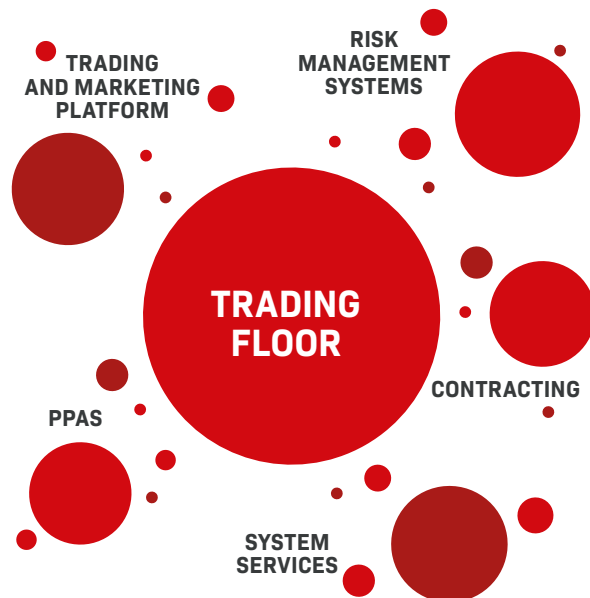 TRADING
AND MARKETING
PLATFORM
RISK
MANAGEMENT
SYSTEMS
TRADING
FLOOR
CONTRACTING
PPAS
SYSTEM
SERVICES